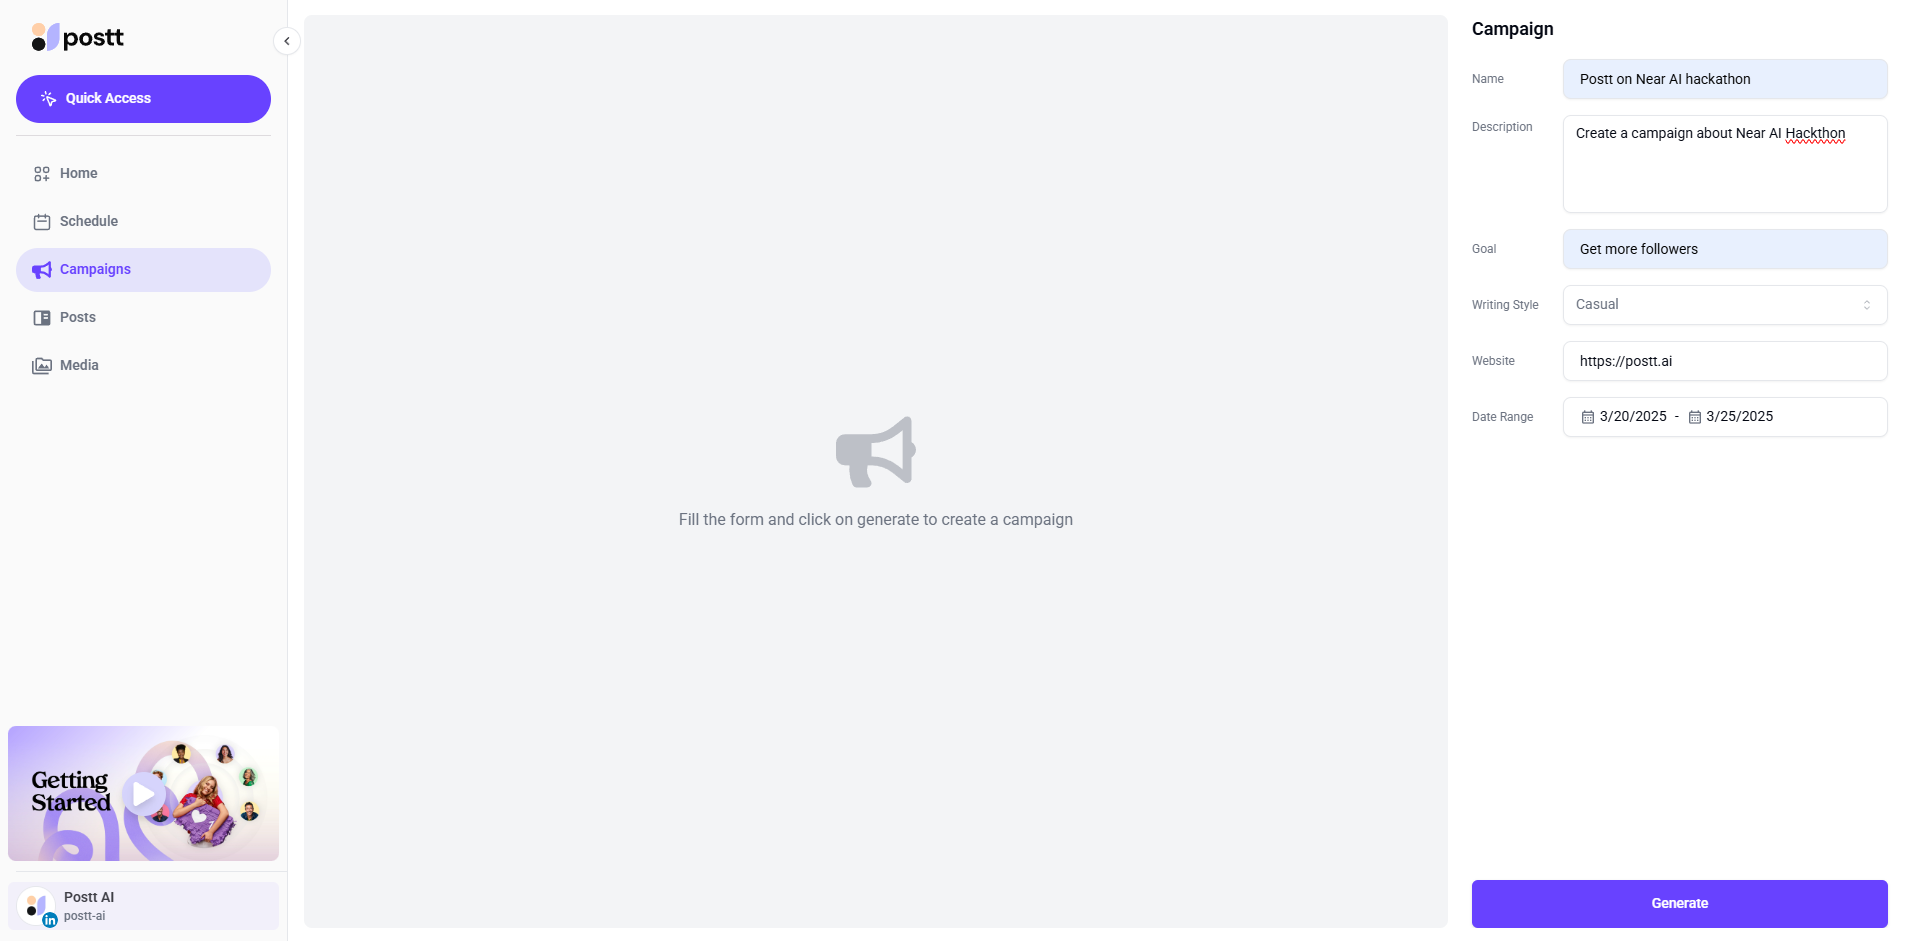 postt
Quick Access
Home
Schedule
Campaigns
Posts
Media
Getting
Started
Postt AI
postt-ai
in
Fill the form and click on generate to create a campaign
Campaign
Name
Postt on Near AI hackathon
Description
Create a campaign about Near AI Hackthon
Goal
Get more followers
Writing Style
Casual
Website
https://postt.ai
Date Range
3/20/2025 - 3/25/2025
Generate